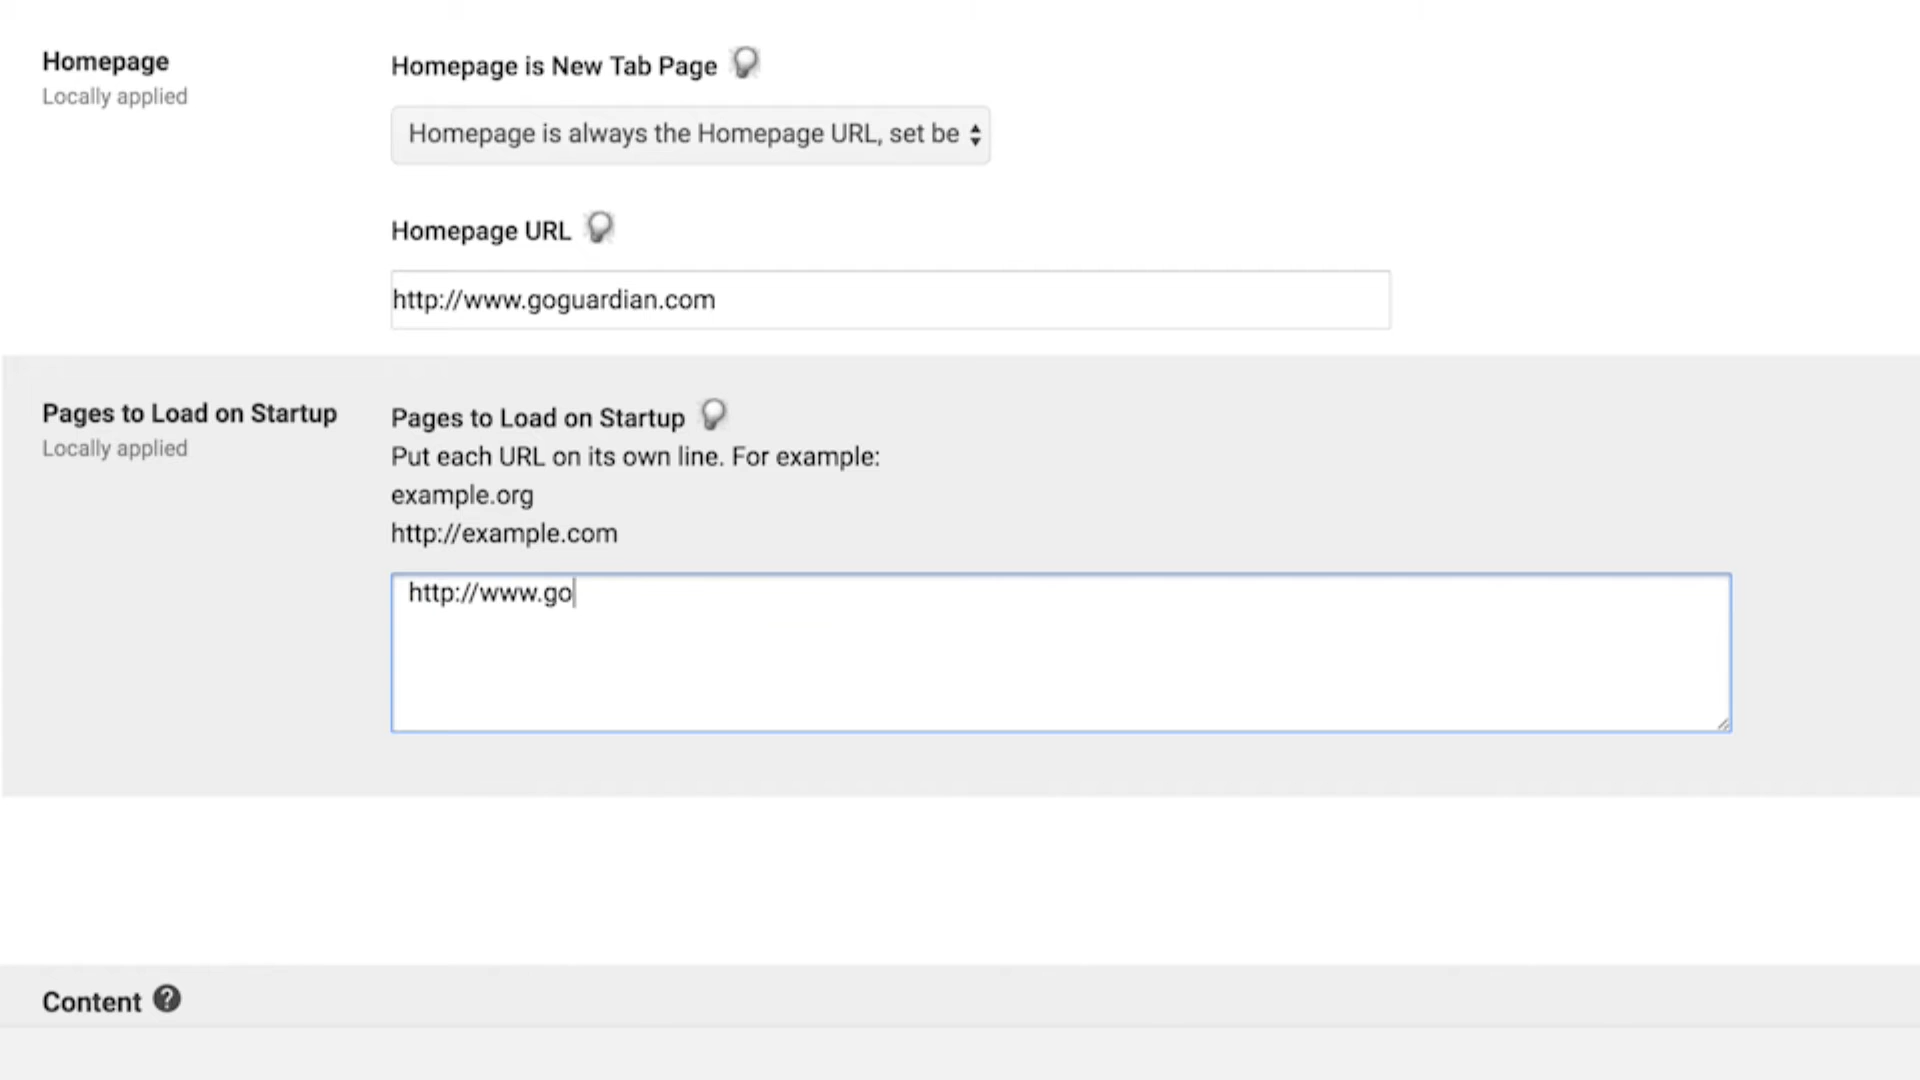 Homepage
Locally applied
Homepage is New Tab Page
Homepage is always the Homepage URL, set be
Homepage URL
http://www.goguardian.com
Pages to Load on Startup
Locally applied
Pages to Load on Startup
Put each URL on its own line. For example:
example.org
http://example.com
http://www.go
Content ?